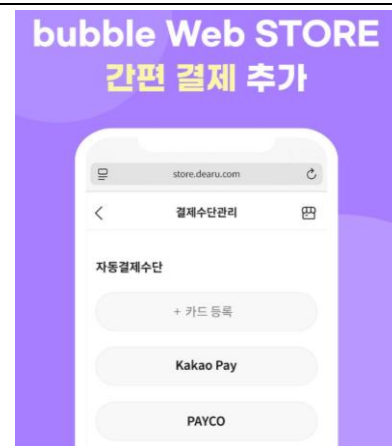 bubble Web STORE
간편 결제 추가
store.dearu.com
결제수단관리
자동결제수단
+ 카드 등록
Kakao Pay
PAYCO